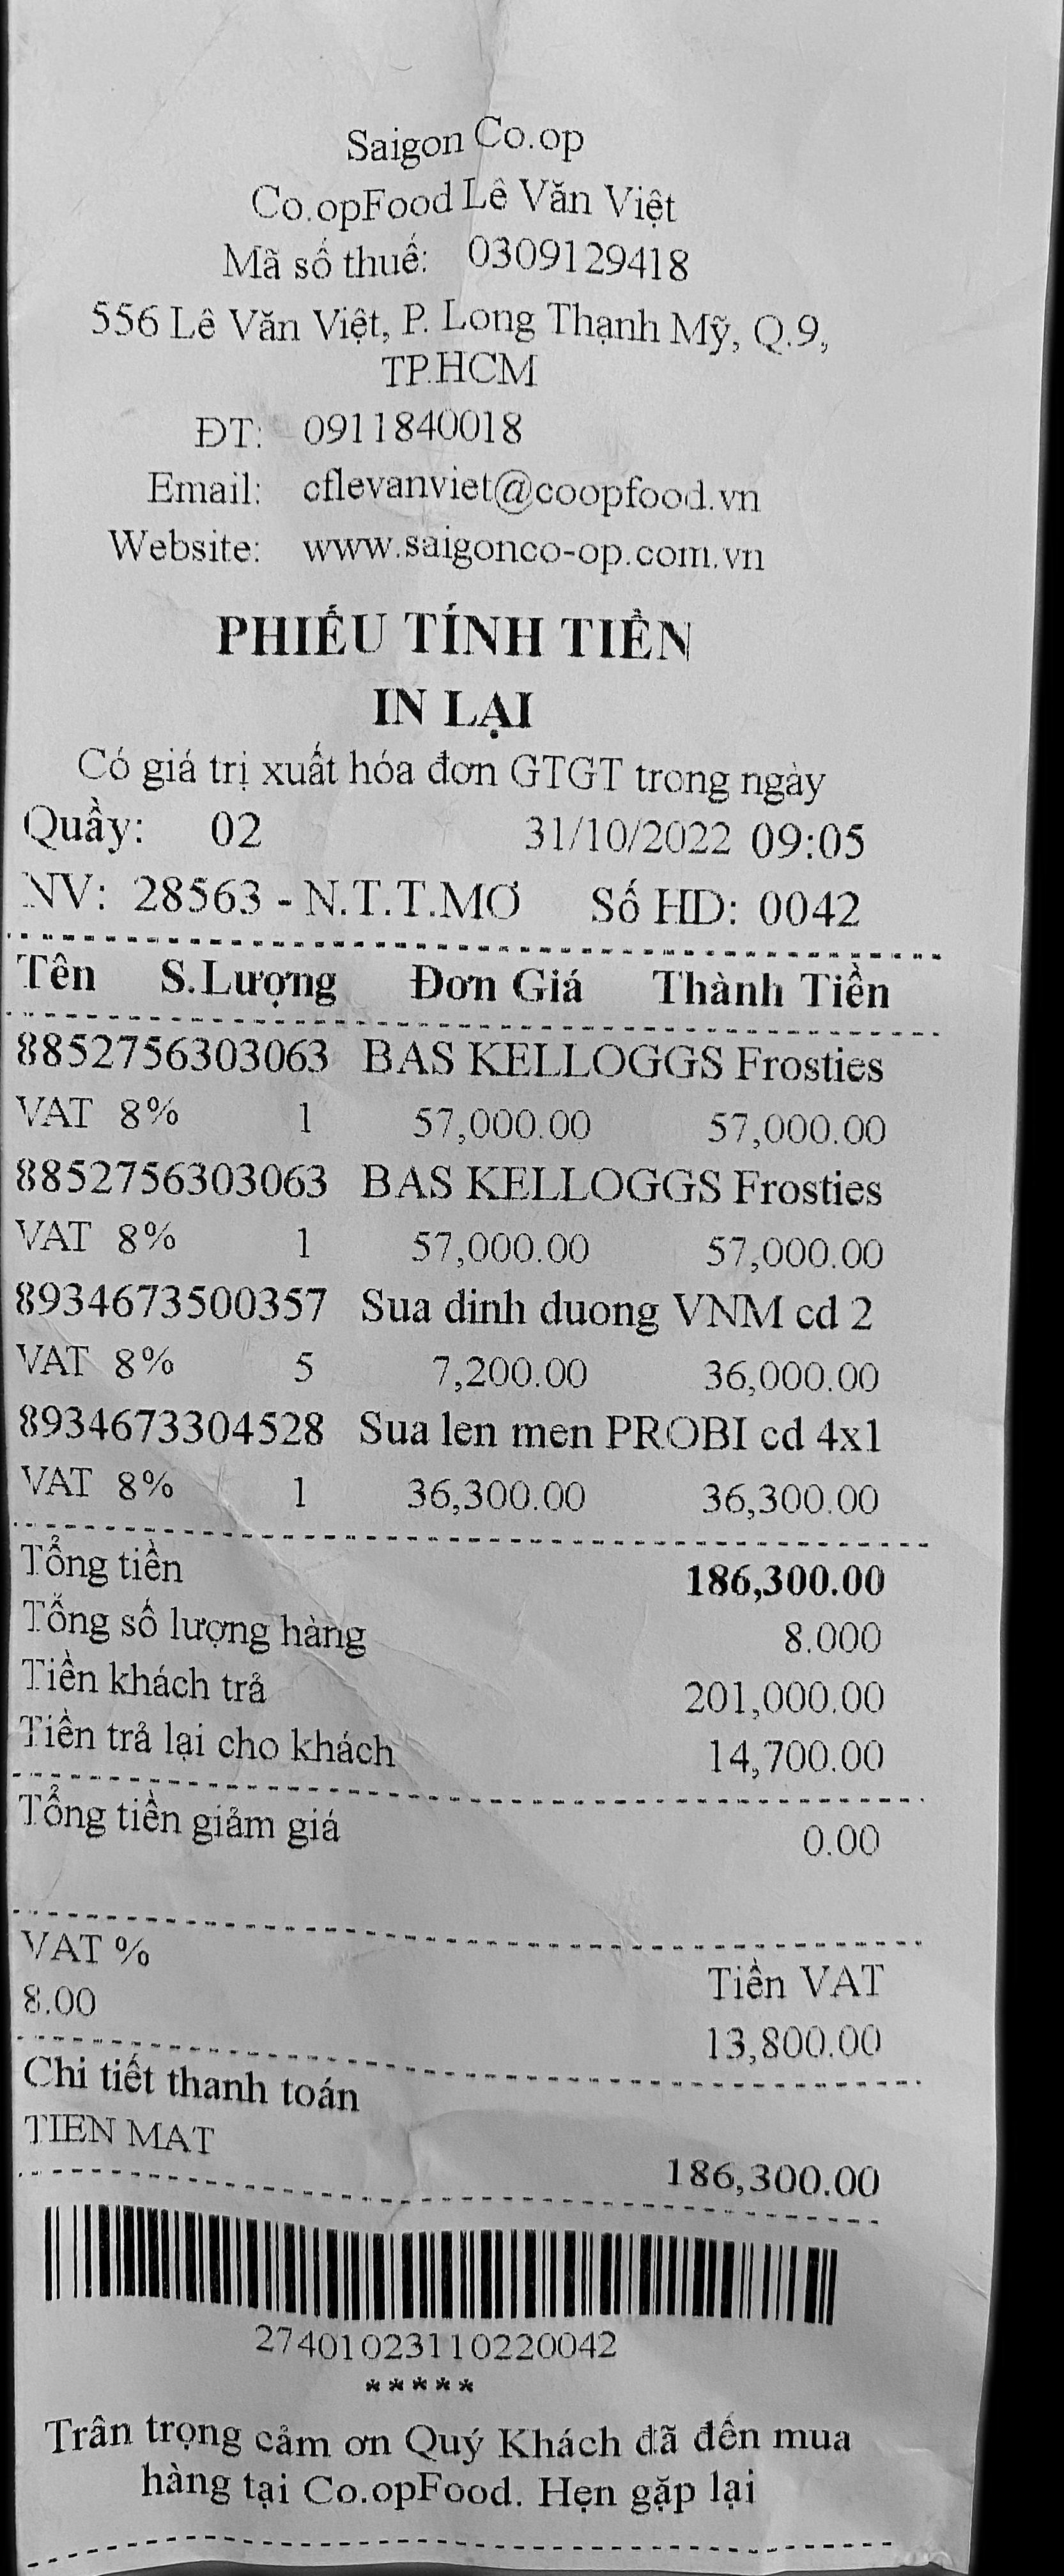 Saigon Co.op
Co.opFood Lê Văn Việt
Mã số thuế: 0309129418
556 Lê Văn Việt, P. Long Thạnh Mỹ, Q.9,
TP.HCM
ĐT: 0911840018
Email: cflevanviet@coopfood.vn
Website: www.saigonco-op.com.vn
PHIẾU TÍNH TIỀN
IN LẠI
Có giá trị xuất hóa đơn GTGT trong ngày
Quầy: 02 31/10/2022 09:05
NV: 28563 - N.T.T.MƠ Số HD: 0042
Tên S.Lượng Đơn Giá Thành Tiền
8852756303063 BAS KELLOGGS Frosties
VAT 8% 1 57,000.00 57,000.00
8852756303063 BAS KELLOGGS Frosties
VAT 8% 1 57,000.00 57,000.00
8934673500357 Sua dinh duong VNM cd 2
VAT 8% 5 7,200.00 36,000.00
8934673304528 Sua len men PROBI cd 4x1
VAT 8% 1 36,300.00 36,300.00
Tổng tiền 186,300.00
Tổng số lượng hàng 8.000
Tiền khách trả 201,000.00
Tiền trả lại cho khách 14,700.00
Tổng tiền giảm giá 0.00
VAT % Tiền VAT
8.00 13,800.00
Chi tiết thanh toán
TIEN MAT 186,300.00
27401023110220042
*****
Trân trọng cảm ơn Quý Khách đã đến mua
hàng tại Co.opFood. Hẹn gặp lại